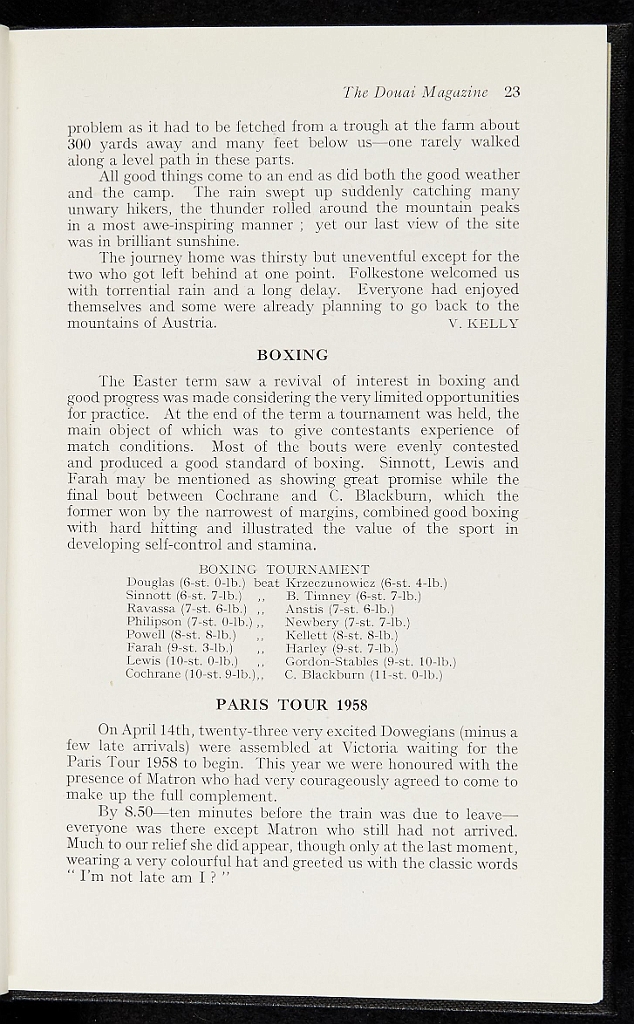 The Douai Magazine 23
problem as it had to be fetched from a trough at the farm about
300 yards away and many feet below us—one rarely walked
along a level path in these parts.
All good things come to an end as did both the good weather
and the camp. The rain swept up suddenly catching many
unwary hikers, the thunder rolled around the mountain peaks
in a most awe-inspiring manner ; yet our last view of the site
was in brilliant sunshine.
The journey home was thirsty but uneventful except for the
two who got left behind at one point. Folkestone welcomed us
with torrential rain and a long delay. Everyone had enjoyed
themselves and some were already planning to go back to the
mountains of Austria. V. KELLY
BOXING
The Easter term saw a revival of interest in boxing and
good progress was made considering the very limited opportunities
for practice. At the end of the term a tournament was held, the
main object of which was to give contestants experience of
match conditions. Most of the bouts were evenly contested
and produced a good standard of boxing. Sinnott, Lewis and
Farah may be mentioned as showing great promise while the
final bout between Cochrane and C. Blackburn, which the
former won by the narrowest of margins, combined good boxing
with hard hitting and illustrated the value of the sport in
developing self-control and stamina.
BOXING TOURNAMENT
Douglas (6-st. 0-lb.) beat Krzeczunowicz (6-st. 4-lb.)
Sinnott (6-st. 7-lb.) ,, B. Timney (6-st. 7-lb.)
Ravassa (7-st. 6-lb.) ,, Anstis (7-st. 6-lb.)
Philipson (7-st. 0-lb.) ,, Newbery (7-st. 7-lb.)
Powell (8-st. 8-lb.) ,, Kellett (8-st. 8-lb.)
Farah (9-st. 3-lb.) ,, Harley (9-st. 7-lb.)
Lewis (10-st. 0-lb.) ,, Gordon-Stables (9-st. 10-lb.)
Cochrane (10-st. 9-lb.),, C. Blackburn (11-st. 0-lb.)
PARIS TOUR 1958
On April 14th, twenty-three very excited Dowegians (minus a
few late arrivals) were assembled at Victoria waiting for the
Paris Tour 1958 to begin. This year we were honoured with the
presence of Matron who had very courageously agreed to come to
make up the full complement.
By 8.50—ten minutes before the train was due to leave—
everyone was there except Matron who still had not arrived.
Much to our relief she did appear, though only at the last moment,
wearing a very colourful hat and greeted us with the classic words
" I'm not late am I ? "